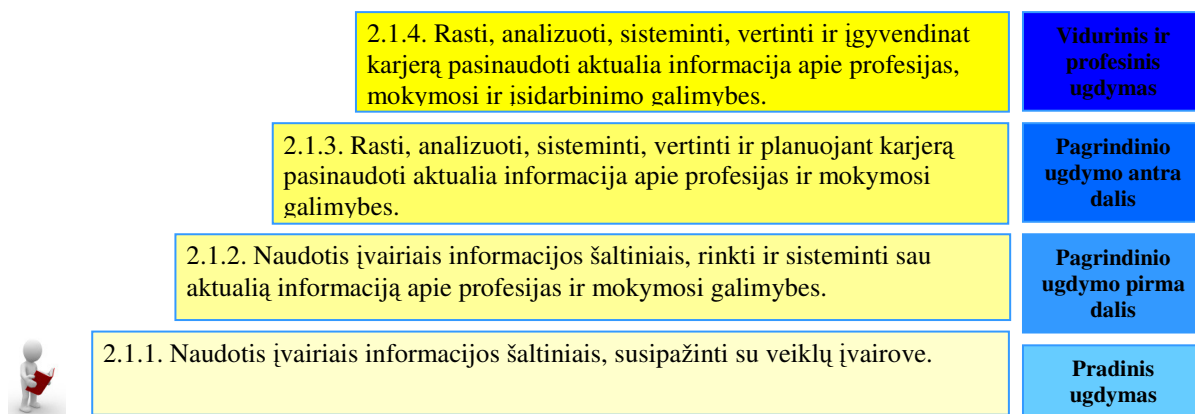 2.1.4. Rasti, analizuoti, sisteminti, vertinti ir įgyvendinat
karjerą pasinaudoti aktualia informacija apie profesijas,
mokymosi ir įsidarbinimo galimybes.
Vidurinis ir
profesinis
ugdymas
2.1.3. Rasti, analizuoti, sisteminti, vertinti ir planuojant karjerą
pasinaudoti aktualia informacija apie profesijas ir mokymosi
galimybes.
Pagrindinio
ugdymo antra
dalis
2.1.2. Naudotis įvairiais informacijos šaltiniais, rinkti ir sisteminti sau
aktualią informaciją apie profesijas ir mokymosi galimybes.
Pagrindinio
ugdymo pirma
dalis
2.1.1. Naudotis įvairiais informacijos šaltiniais, susipažinti su veiklų įvairove.
Pradinis
ugdymas